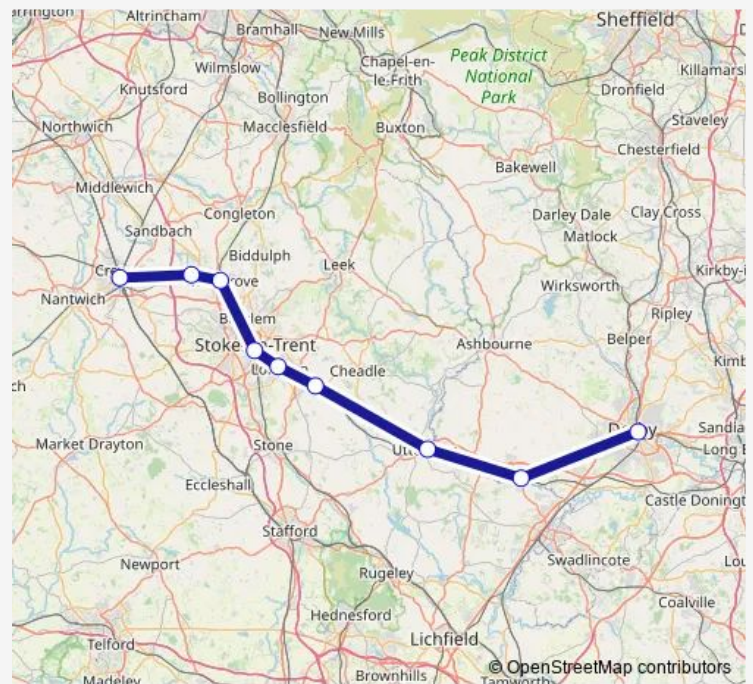 Altrincham
Sheffield
Bramhall
New Mills
Chapel-en-
le-Frith
Peak District
National
Park
Wilmslow
Knutsford
Bollington
Dronfield
Staveley
Northwich
Macclesfield
Buxton
Chesterfield
Bakewell
Middlewich
Congleton
Darley Dale
Clay Cross
Sandbach
Matlock
Biddulph
Leek
Nantwich
Wirksworth
Ripley
Stoke
-Trent
Ashbourne
Belper
Cheadle
Market Drayton
Stone
Eccleshall
Castle Doningt
Stafford
Newport
Swadlincote
Rugeley
Coalville
Hednesford
Telford
Lichfield
© OpenStreetMap contributors
Madeley
Brownhills
Tamworth